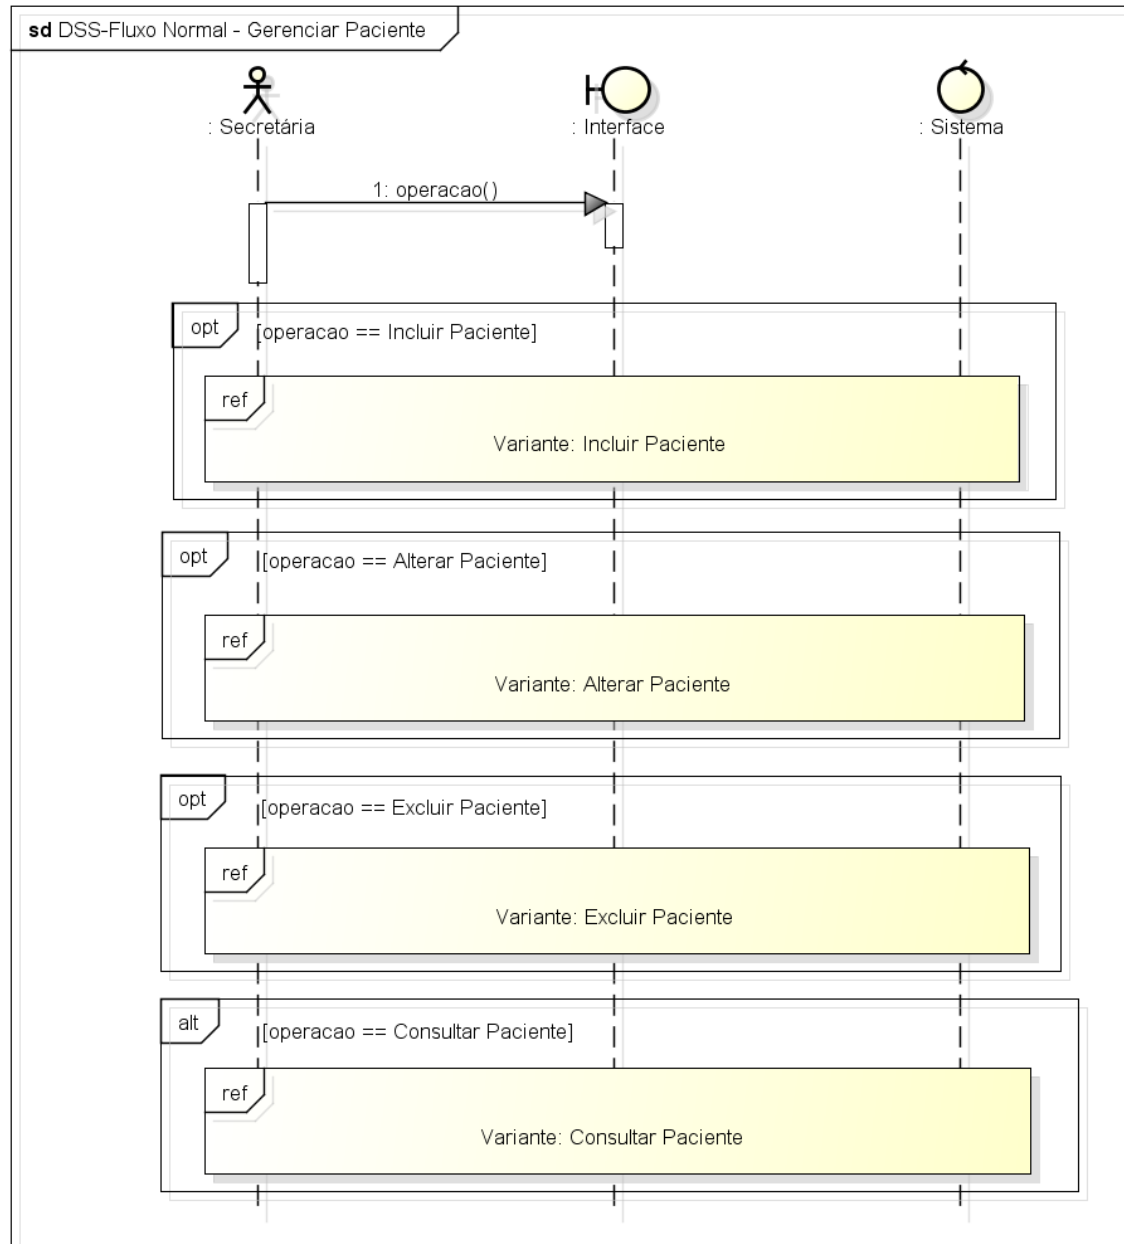 sd DSS-Fluxo Normal - Gerenciar Paciente
: Secretária
: Interface
: Sistema
1: operacao()
opt
[operacao == Incluir Paciente]
ref
Variante: Incluir Paciente
opt
[operacao == Alterar Paciente]
ref
Variante: Alterar Paciente
opt
[operacao == Excluir Paciente]
ref
Variante: Excluir Paciente
alt
[operacao == Consultar Paciente]
ref
Variante: Consultar Paciente